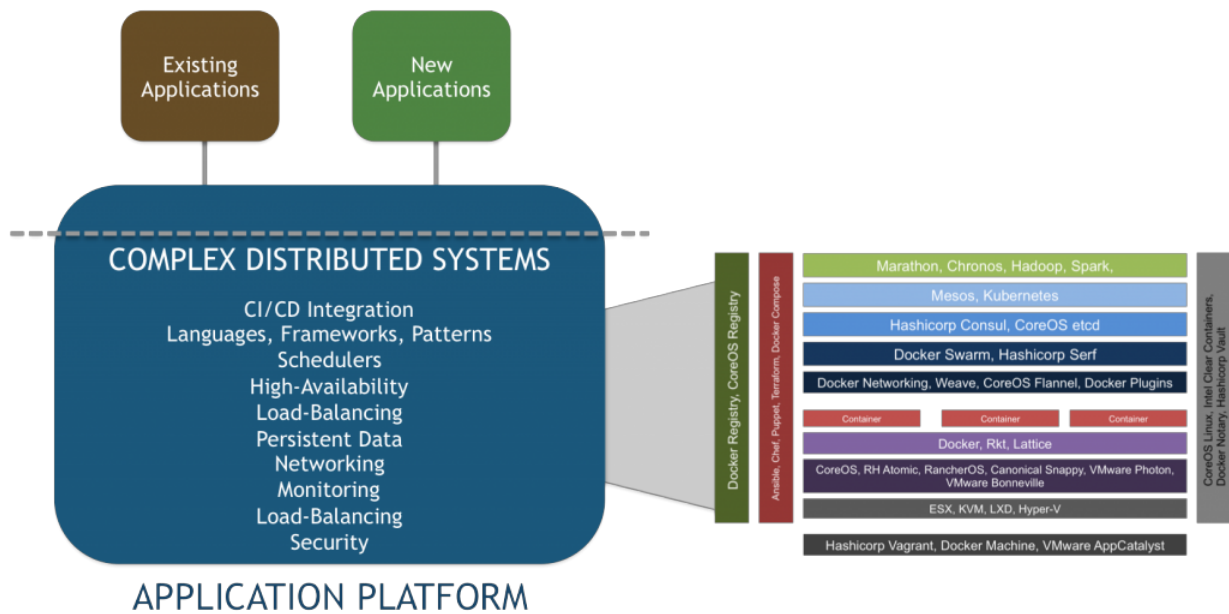 Existing
Applications
New
Applications
COMPLEX DISTRIBUTED SYSTEMS
CI/CD Integration
Languages, Frameworks, Patterns
Schedulers
High-Availability
Load-Balancing
Persistent Data
Networking
Monitoring
Load-Balancing
Security
APPLICATION PLATFORM
Docker Registry, CoreOS Registry
Ansible, Chef, Puppet, Terraform, Docker Compose
Marathon, Chronos, Hadoop, Spark,
Mesos, Kubernetes
Hashicorp Consul, CoreOS etcd
Docker Swarm, Hashicorp Serf
Docker Networking, Weave, CoreOS Flannel, Docker Plugins
Container
Container
Container
Docker, Rkt, Lattice
CoreOS, RH Atomic, RancherOS, Canonical Snappy, VMware Photon,
VMware Bonneville
ESX, KVM, LXD, Hyper-V
Hashicorp Vagrant, Docker Machine, VMware AppCatalyst
CoreOS Linux, Intel Clear Containers,
Docker Notary, Hashicorp Vault